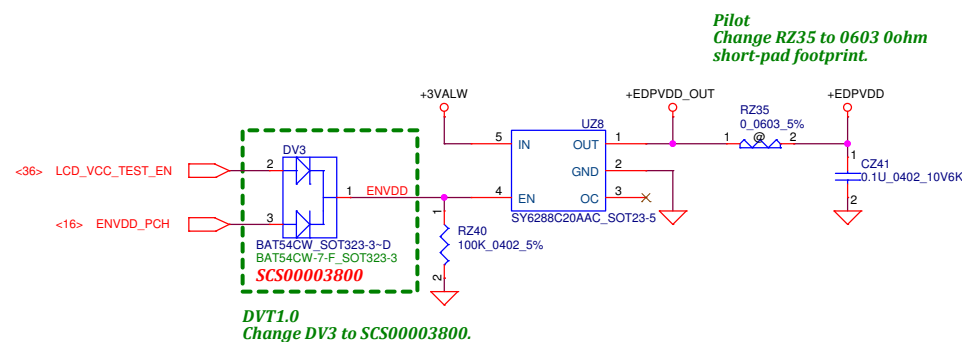 Pilot
Change RZ35 to 0603 0ohm
short-pad footprint.
+3VALW
+EDPVDD_OUT
+EDPVDD
RZ35
0_0603_5%
UZ8
1
@
2
5
IN
OUT
1
GND
2
4
EN
OC
3
SY6288C20AAC_SOT23-5
1
CZ41
0.1U_0402_10V6K
2
DV3
<36> LCD_VCC_TEST_EN
2
1
ENVDD
<16> ENVDD_PCH
3
BAT54CW_SOT323-3~D
BAT54CW-7-F_SOT323-3
SCS00003800
1
RZ40
100K_0402_5%
2
DVT1.0
Change DV3 to SCS00003800.